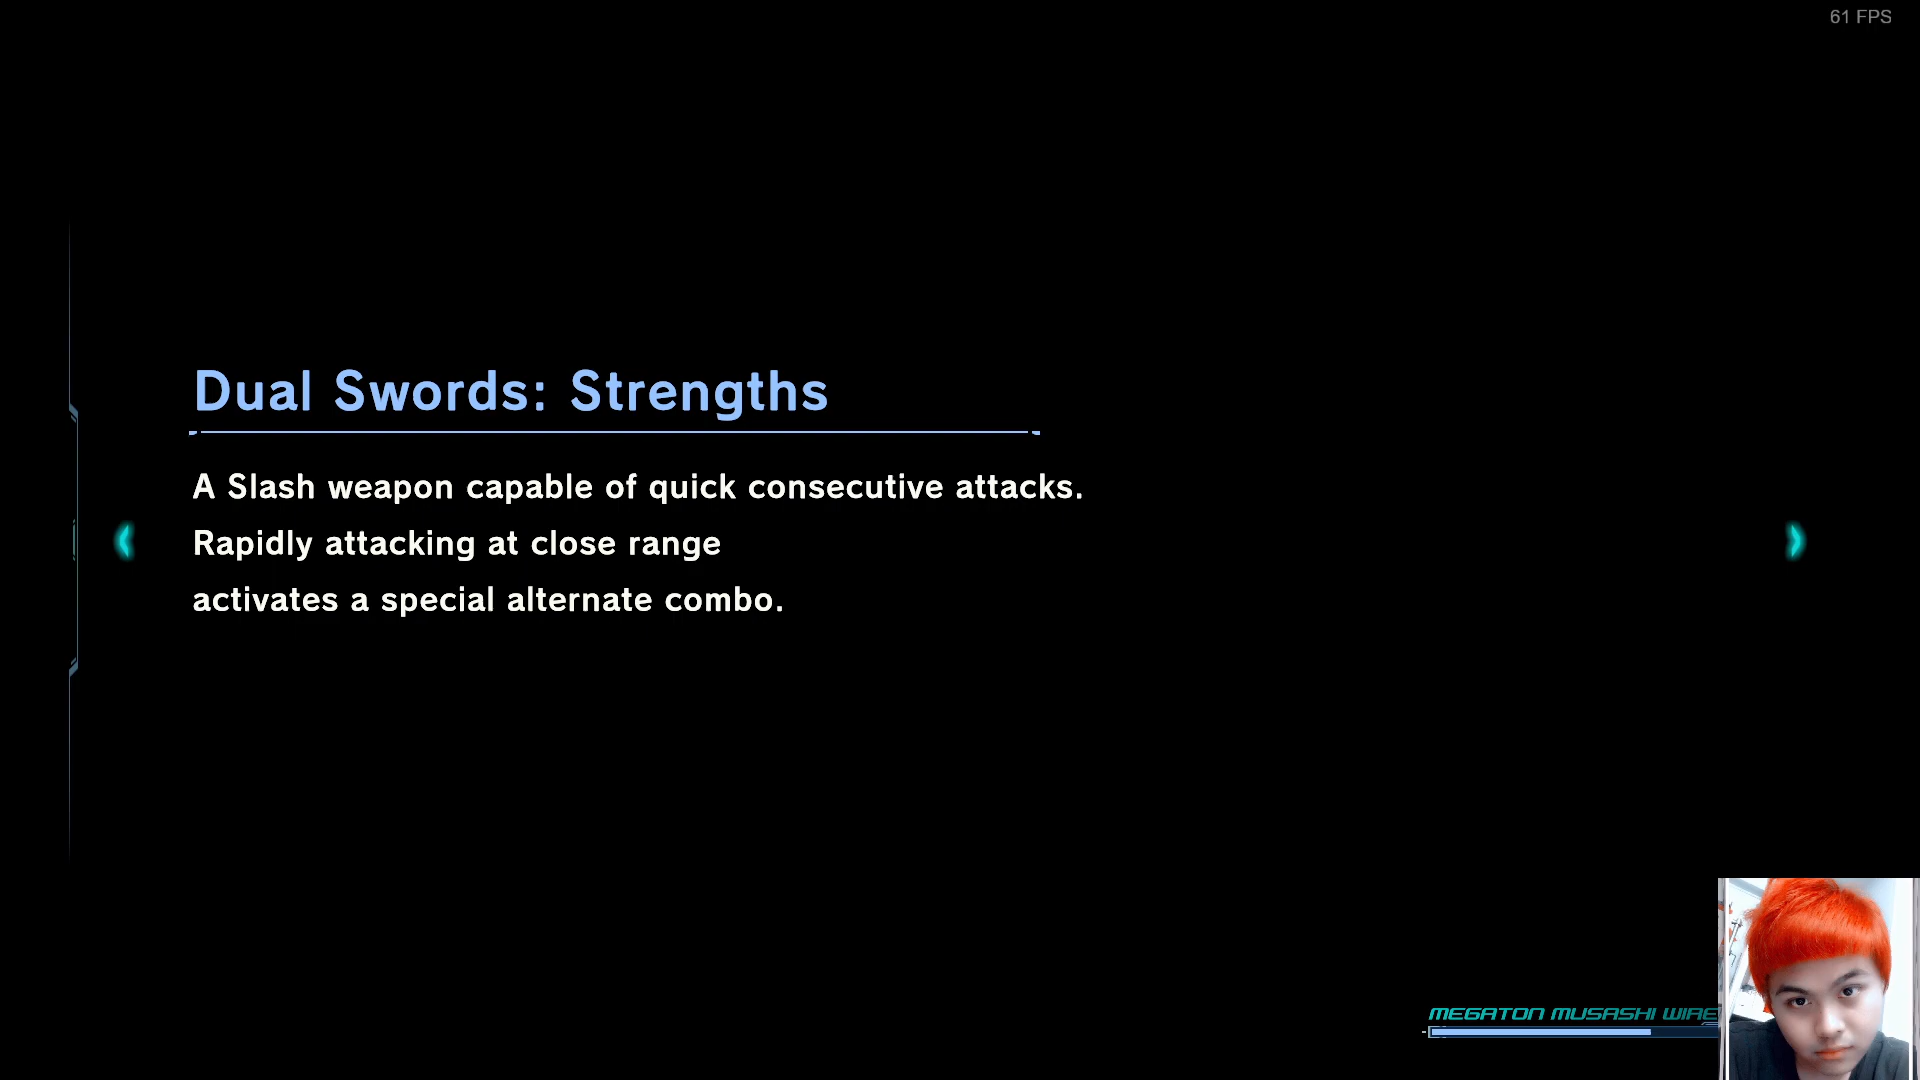 61 FPS
Dual Swords: Strengths
A Slash weapon capable of quick consecutive attacks.
Rapidly attacking at close range
activates a special alternate combo.
MEGATON MUSASHI WIRE